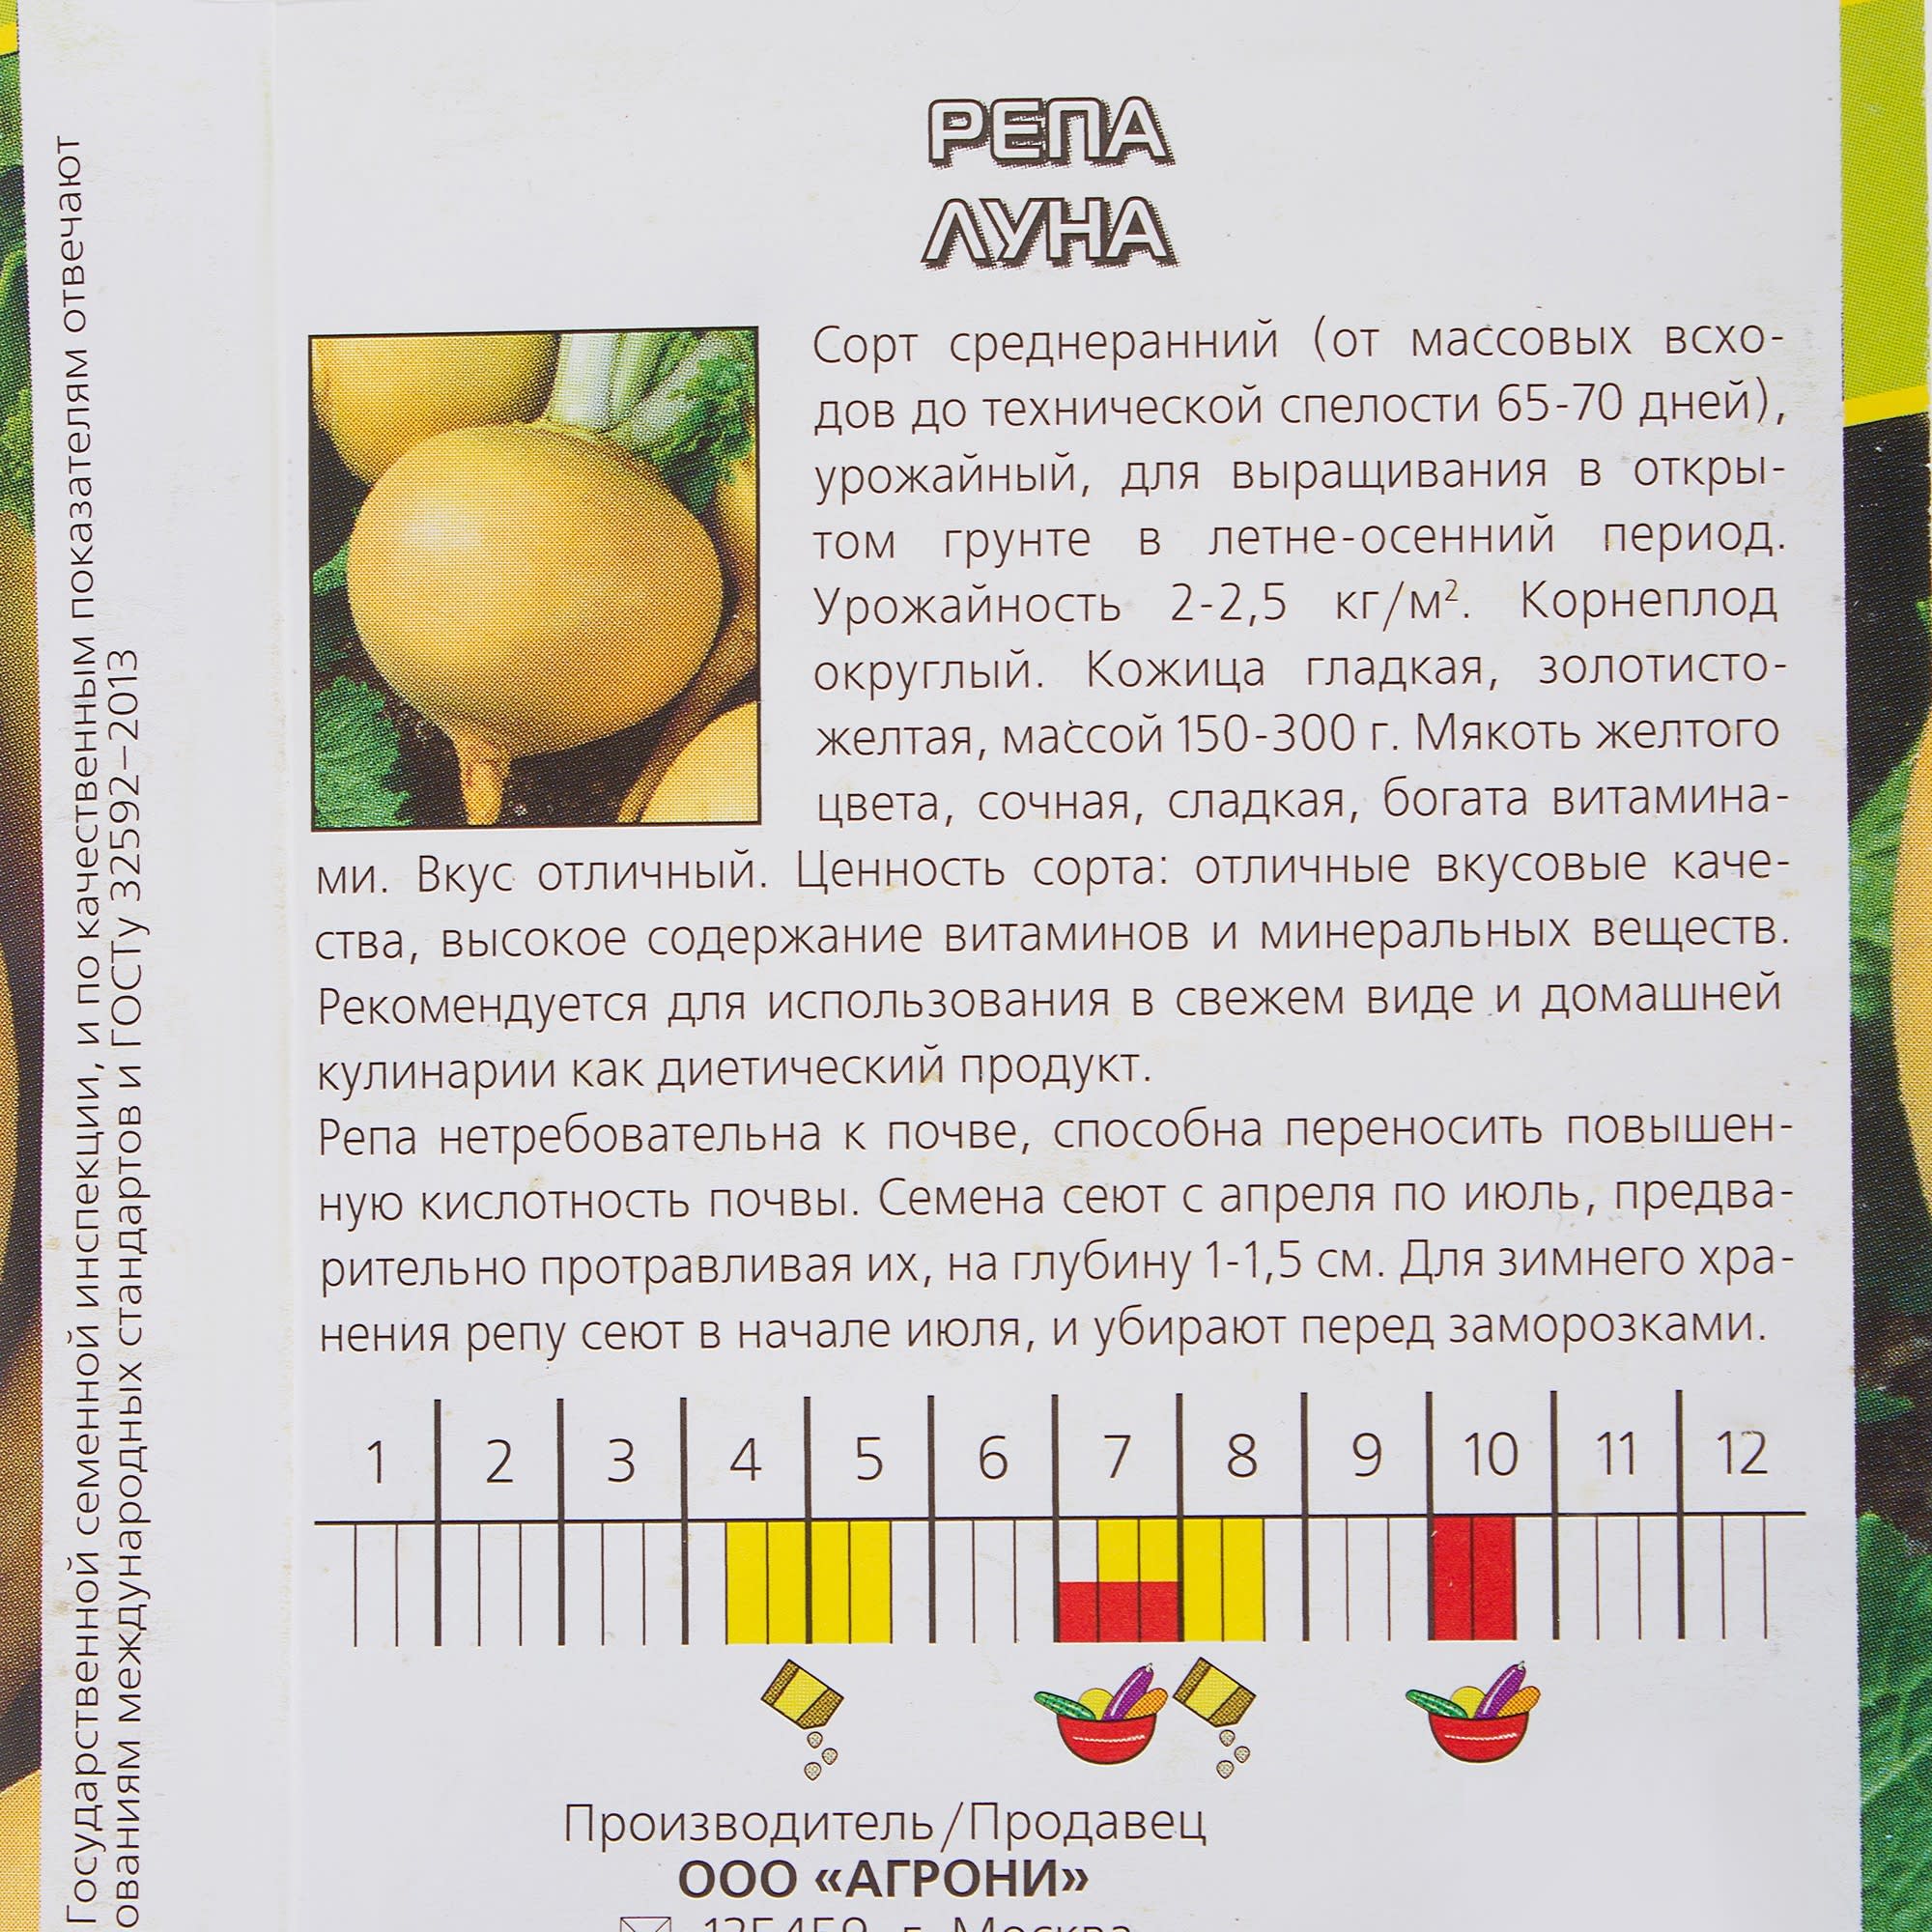 РЕПА
ЛУНА
Сорт среднеранний (от массовых всхо-
дов до технической спелости 65-70 дней),
урожайный, для выращивания в откры-
том грунте в летне-осенний период.
Урожайность 2-2,5 кг/м². Корнеплод
округлый. Кожица гладкая, золотисто-
желтая, массой 150-300 г. Мякоть желтого
цвета, сочная, сладкая, богата витамина-
ми. Вкус отличный. Ценность сорта: отличные вкусовые каче-
ства, высокое содержание витаминов и минеральных веществ.
Рекомендуется для использования в свежем виде и домашней
кулинарии как диетический продукт.
Репа нетребовательна к почве, способна переносить повышен-
ную кислотность почвы. Семена сеют с апреля по июль, предва-
рительно протравливая их, на глубину 1-1,5 см. Для зимнего хра-
нения репу сеют в начале июля, и убирают перед заморозками.
1 2 3 4 5 6 7 8 9 10 11 12
Производитель/Продавец
ООО «АГРОНИ»
125459, г. Москва
Государственной семенной инспекции, и по качественным показателям отвечают
ованиям международных стандартов и ГОСТу 32592–2013